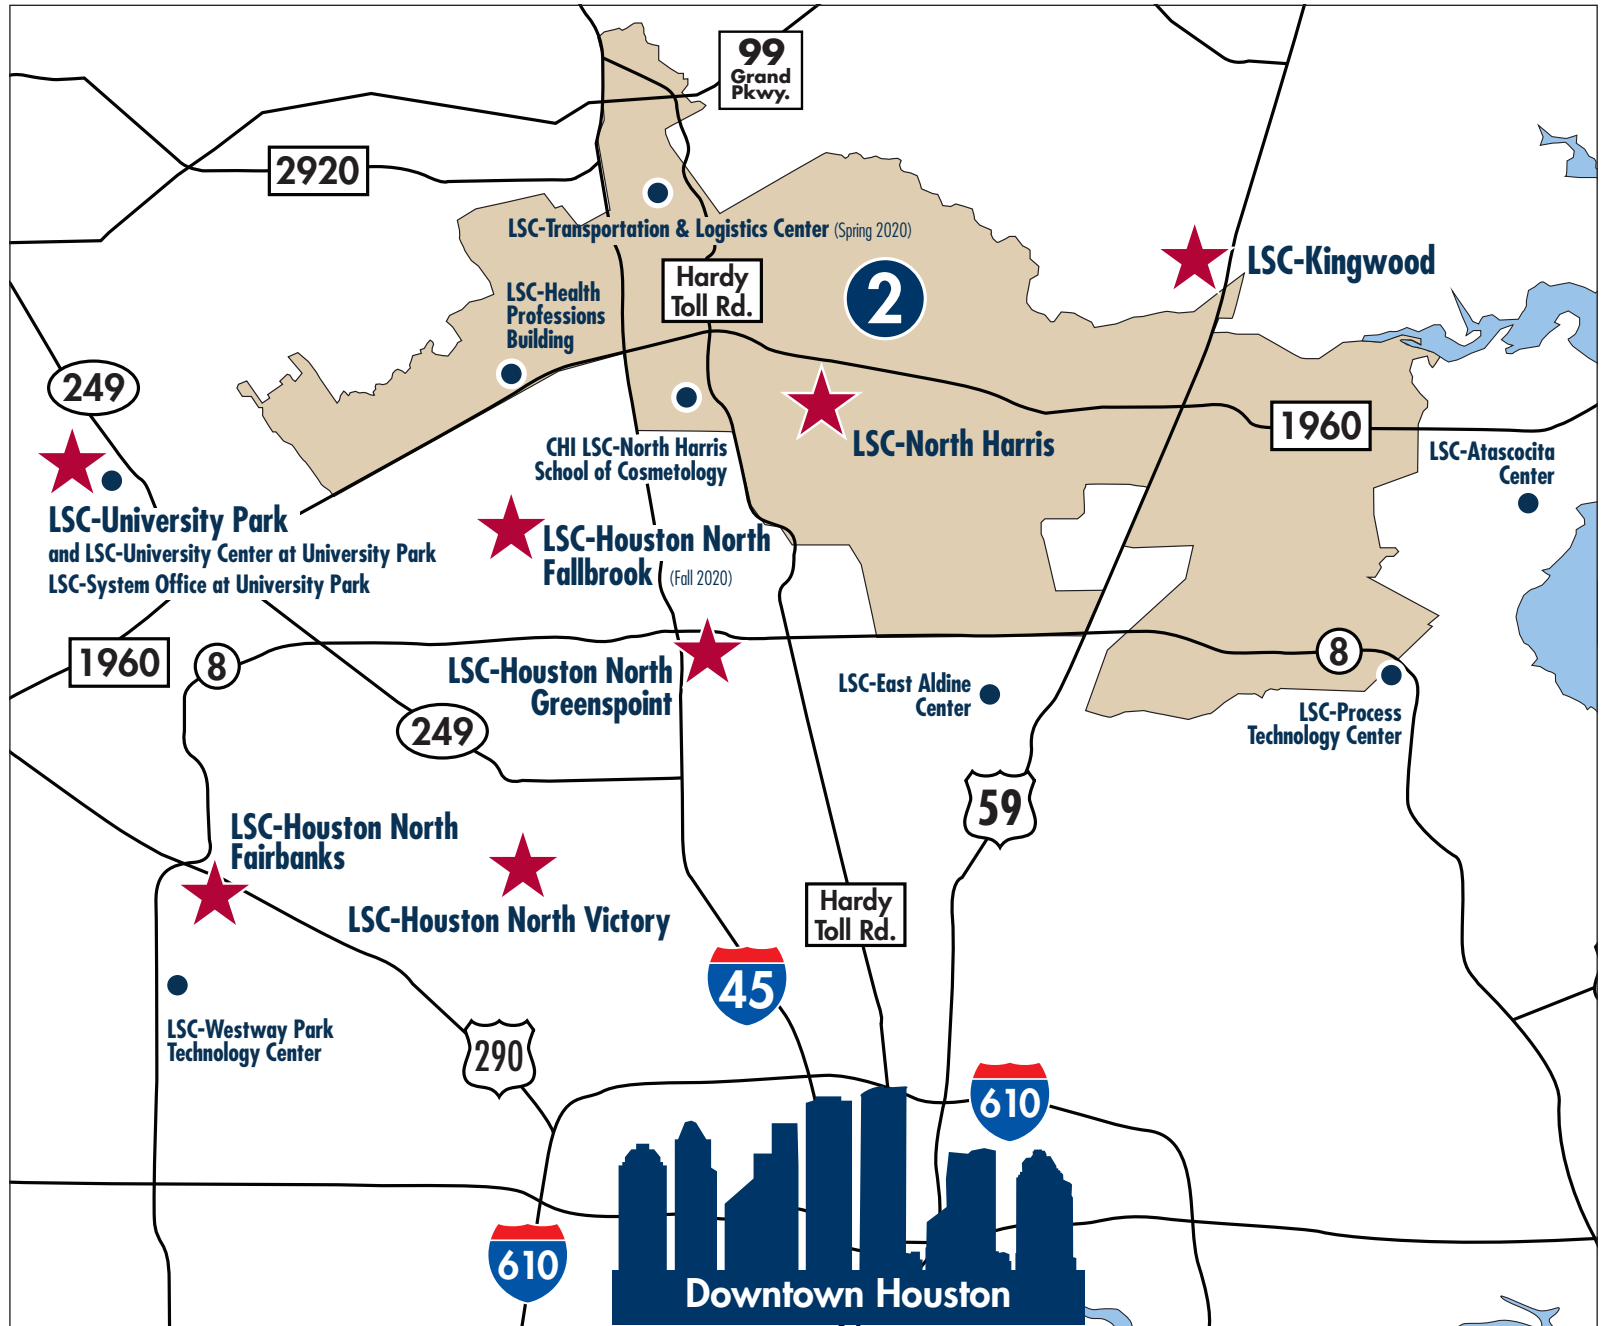 99
Grand
Pkwy.
2920
LSC-Transportation & Logistics Center (Spring 2020)
Hardy
Toll Rd.
2
LSC-Kingwood
LSC-Health
Professions
Building
249
1960
LSC-North Harris
CHI LSC-North Harris
School of Cosmetology
LSC-Atascocita
Center
LSC-University Park
and LSC-University Center at University Park
LSC-System Office at University Park
LSC-Houston North
Fallbrook (Fall 2020)
1960
8
LSC-Houston North
Greenspoint
8
LSC-East Aldine
Center
LSC-Process
Technology Center
249
59
LSC-Houston North
Fairbanks
LSC-Houston North Victory
Hardy
Toll Rd.
45
LSC-Westway Park
Technology Center
290
610
610
Downtown Houston